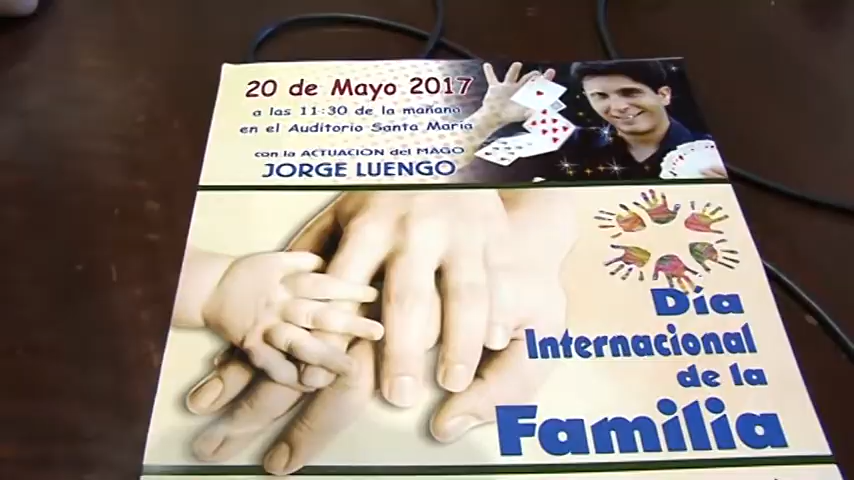 20 de Mayo de 2017
a las 11:30 de la mañana
en el Auditorio Santa María
con la ACTUACION del MAGO
JORGE LUENGO
Día
Internacional
de la
Familia